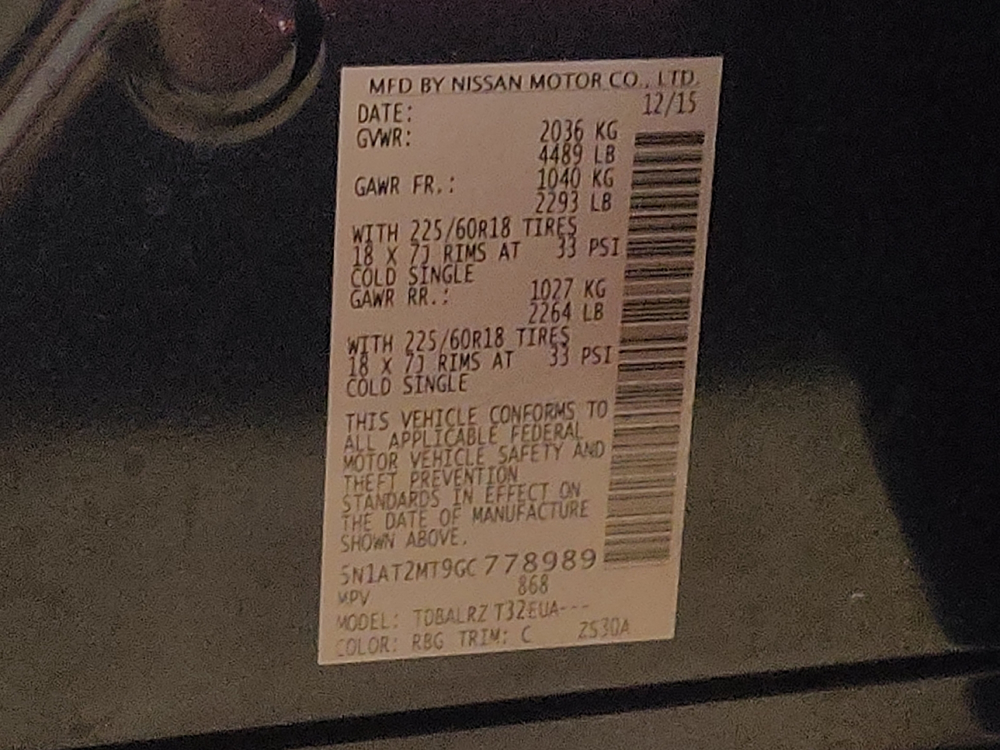 MFD BY NISSAN MOTOR CO., LTD.
DATE: 12/15
GVWR: 2036 KG
4489 LB
GAWR FR.: 1040 KG
2293 LB
WITH 225/60R18 TIRES
18 X 7J RIMS AT 33 PSI
COLD SINGLE
GAWR RR.: 1027 KG
2264 LB
WITH 225/60R18 TIRES
18 X 7J RIMS AT 33 PSI
COLD SINGLE
THIS VEHICLE CONFORMS TO
ALL APPLICABLE FEDERAL
MOTOR VEHICLE SAFETY AND
THEFT PREVENTION
STANDARDS IN EFFECT ON
THE DATE OF MANUFACTURE
SHOWN ABOVE.
5N1AT2MT9GC778989
MPV 868
MODEL: TDBALRZ T32EUA---
COLOR: RBG TRIM: C 2S30A